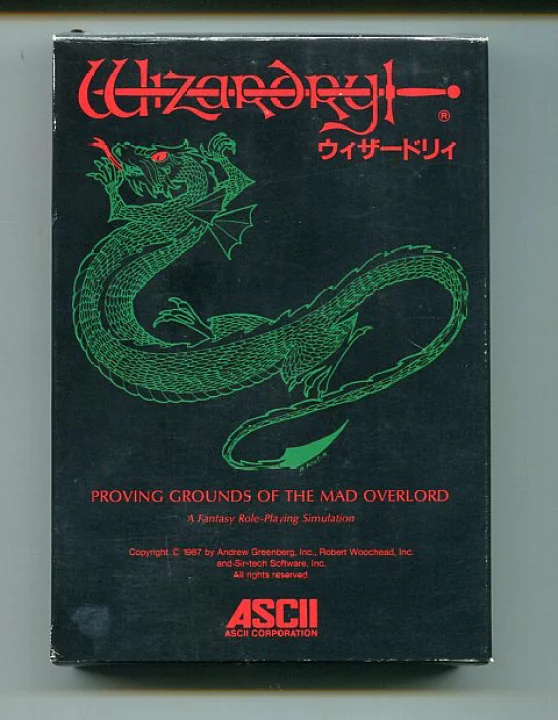 Wizardry
®
ウィザードリィ
PROVING GROUNDS OF THE MAD OVERLORD
A Fantasy Role-Playing Simulation
Copyright C 1987 by Andrew Greenberg, Inc., Robert Woodhead, Inc.
and Sir-tech Software, Inc.
All rights reserved
ASCII
ASCII CORPORATION